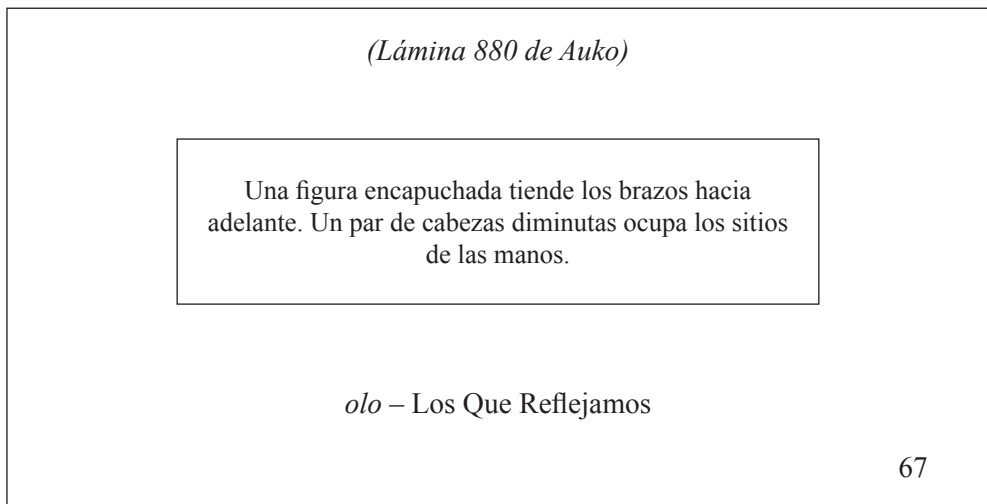 (Lámina 880 de Auko)
Una figura encapuchada tiende los brazos hacia
adelante. Un par de cabezas diminutas ocupa los sitios
de las manos.
olo – Los Que Reflejamos
67